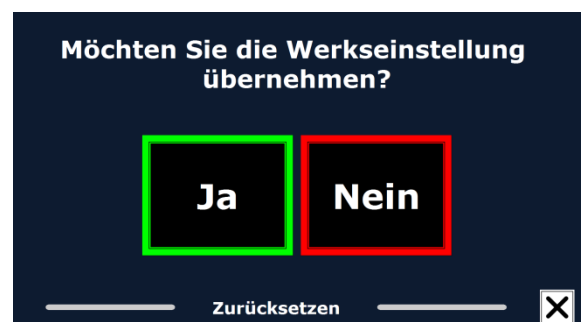 Möchten Sie die Werkseinstellung
übernehmen?
Ja
Nein
Zurücksetzen